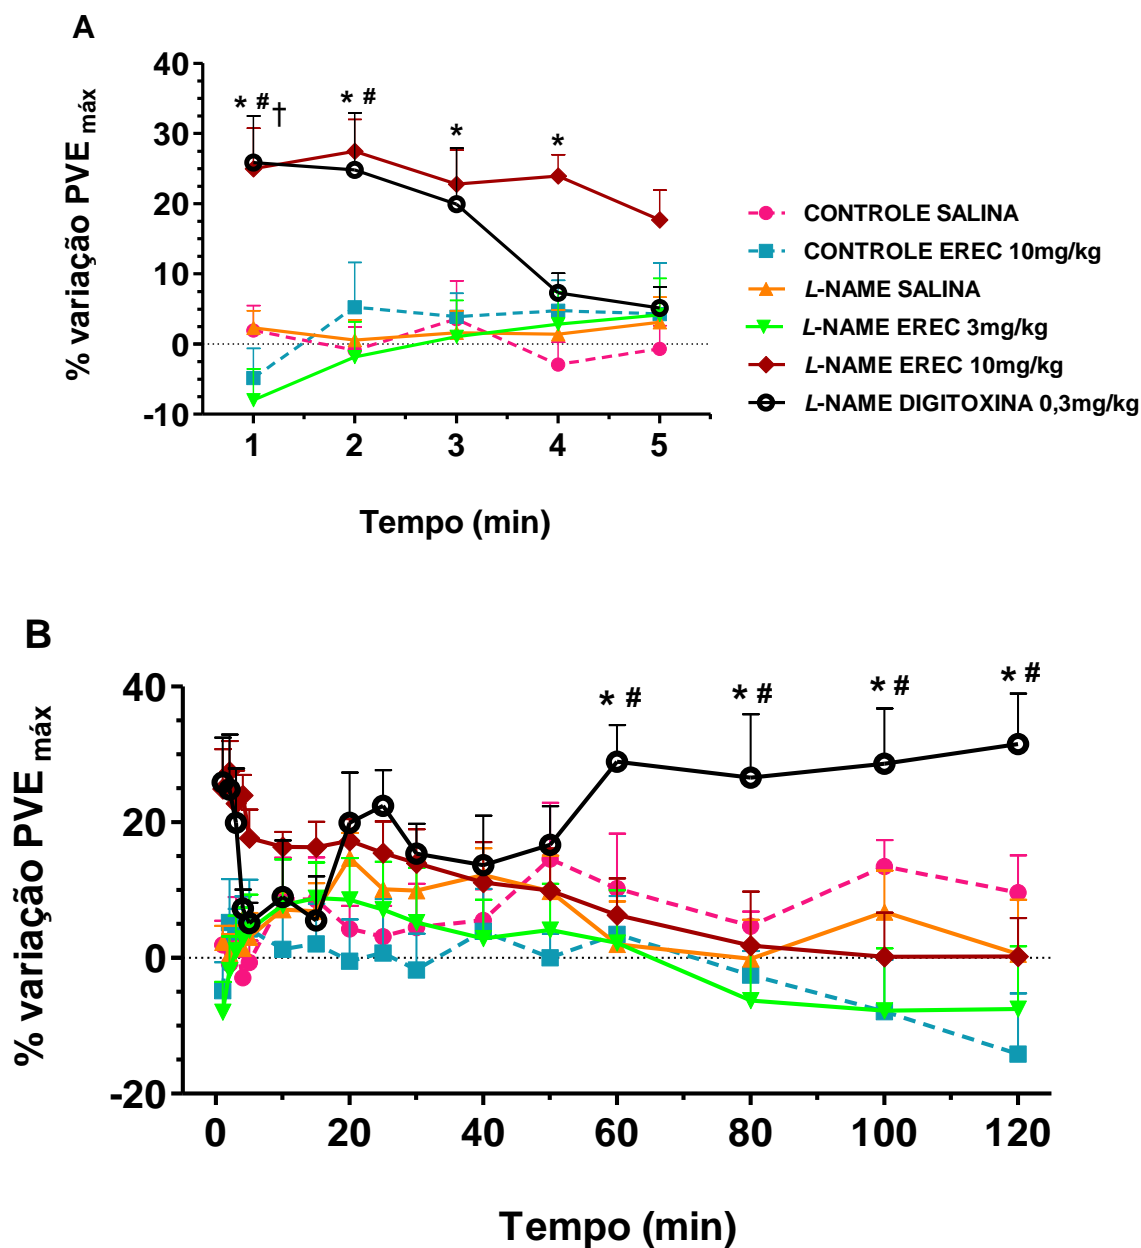 A
% variação PVE máx
40
30
20
10
0
-10
* # †
* #
*
*
1 2 3 4 5
Tempo (min)
CONTROLE SALINA
CONTROLE EREC 10mg/kg
L-NAME SALINA
L-NAME EREC 3mg/kg
L-NAME EREC 10mg/kg
L-NAME DIGITOXINA 0,3mg/kg
B
% variação PVE máx
40
20
0
-20
* #
* #
* #
* #
0 20 40 60 80 100 120
Tempo (min)